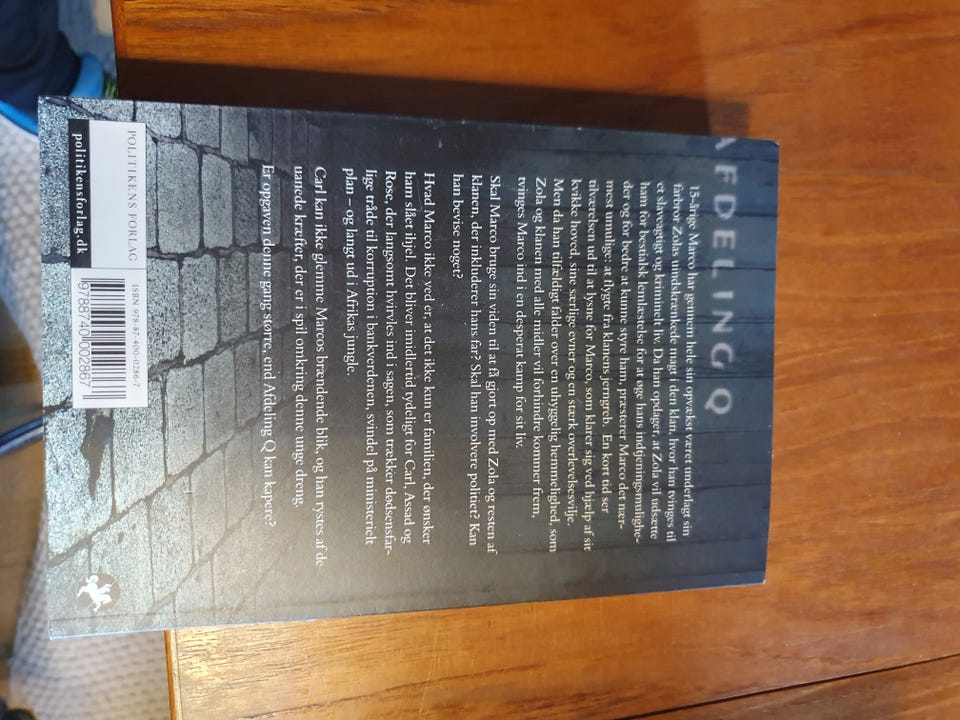 AFDELING Q
15-årige Marco har gennem hele sin opvækst været underlagt sin
farbror Zolas uindskrænkede magt i den klan, hvor han tvinges til
et slaveagtigt og kriminelt liv. Da han opdager, at Zola vil udsætte
ham for bestialsk lemlæstelse for at øge hans indtjeningsmulighe-
der og for bedre at kunne styre ham, præsterer Marco det nær-
mest umulige: at flygte fra klanens jerngreb. En kort tid ser
tilværelsen ud til at lysne for Marco, som klarer sig ved hjælp af sit
kvikke hoved, sine særlige evner og en stærk overlevelsesvilje.
Men da han tilfældigt falder over en uhyggelig hemmelighed, som
Zola og klanen med alle midler vil forhindre kommer frem,
tvinges Marco ind i en desperat kamp for sit liv.
Skal Marco bruge sin viden til at få gjort op med Zola og resten af
klanen, der inkluderer hans far? Skal han involvere politiet? Kan
han bevise noget?
Hvad Marco ikke ved er, at det ikke kun er familien, der ønsker
ham slået ihjel. Det bliver imidlertid tydeligt for Carl, Assad og
Rose, der langsomt hvirvles ind i sagen, som trækker dødsensfar-
lige tråde til korruption i bankverdenen, svindel på ministerielt
plan – og langt ud i Afrikas jungle.
Carl kan ikke glemme Marcos brændende blik, og han rystes af de
uanede kræfter, der er i spil omkring denne unge dreng.
Er opgaven denne gang større, end Afdeling Q kan kapere?
ISBN 978-87-400-0286-7
9788740002867
POLITIKENS FORLAG
politikensforlag.dk